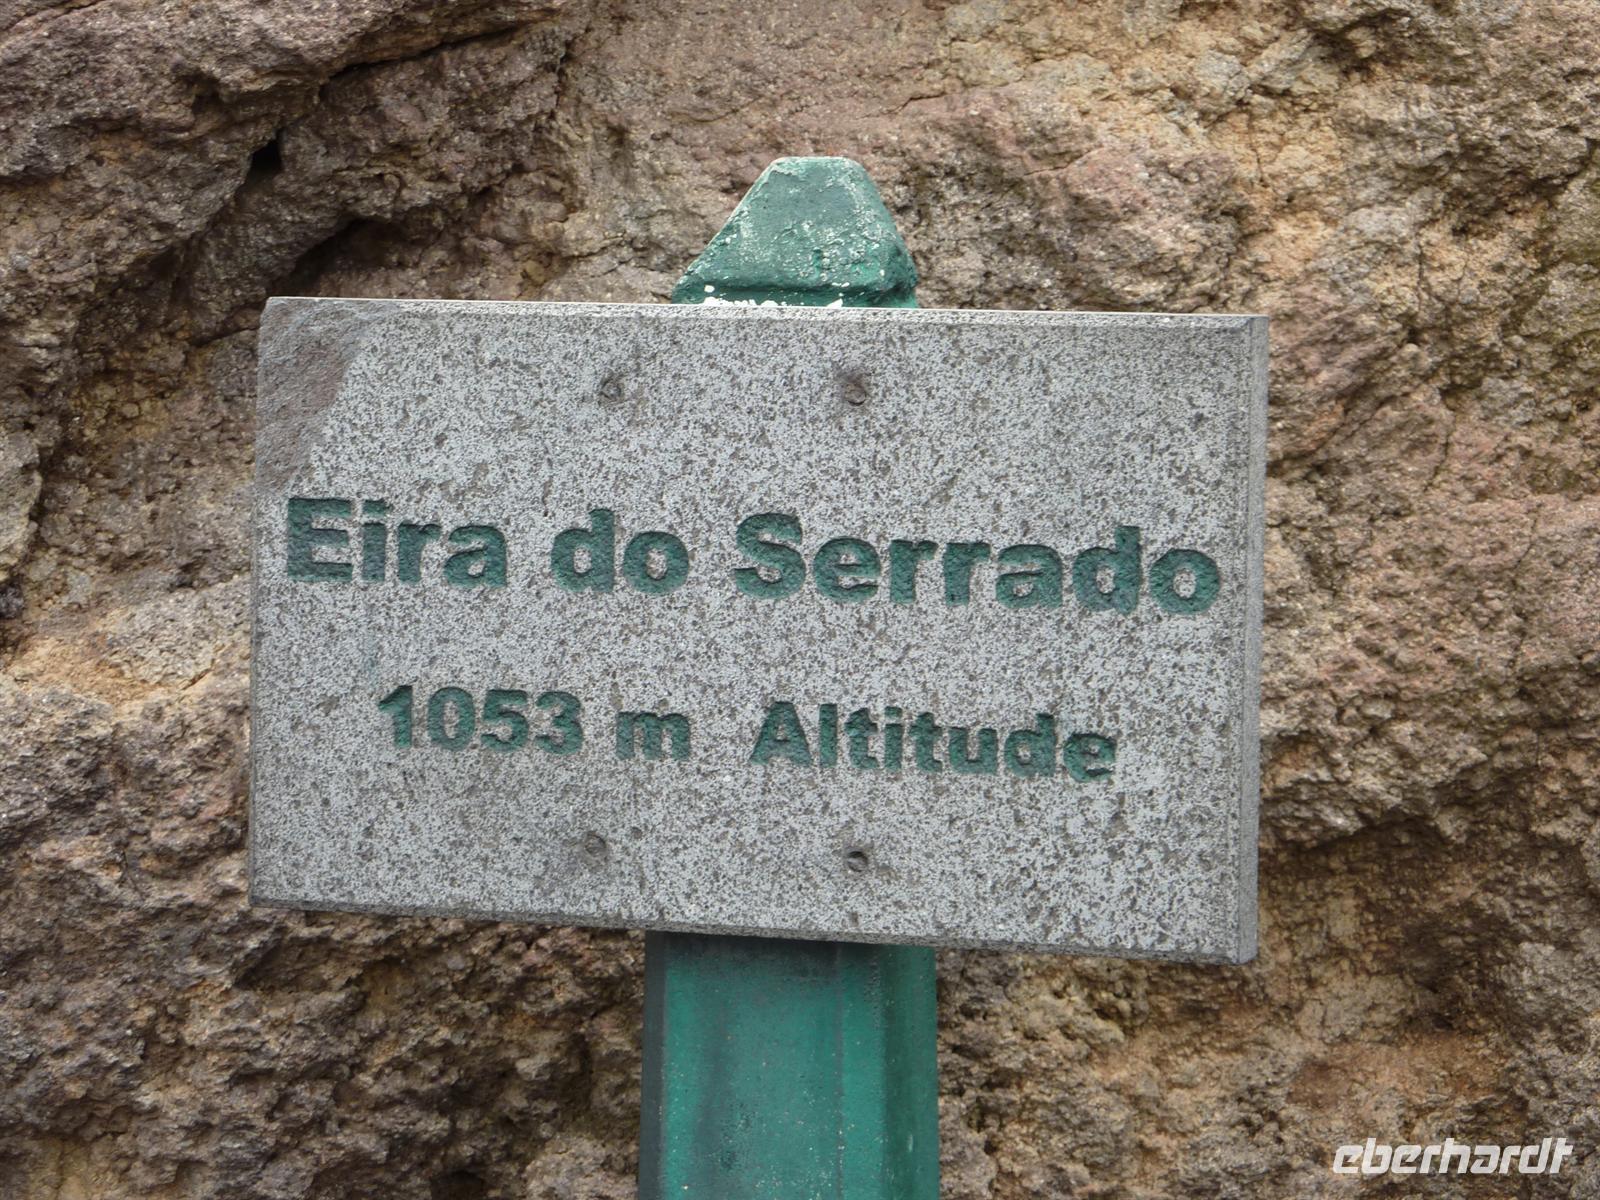 Eira do Serrado
1053 m Altitude
eberhardt